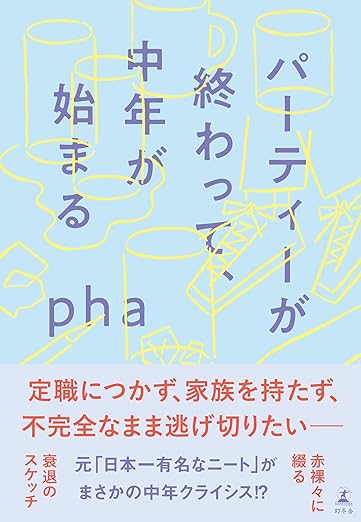 パーティーが
終わって、
中年が
始まる
pha
定職につかず、家族を持たず、
不完全なまま逃げ切りたい――
赤裸々に
綴る
衰退の
スケッチ
元「日本一有名なニート」が
まさかの中年クライシス!?
幻冬舎